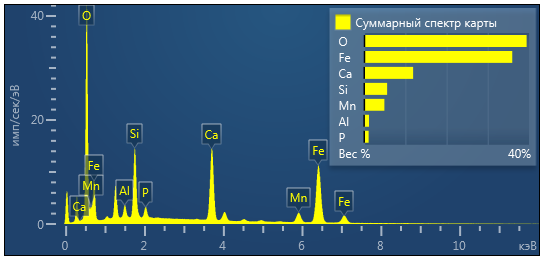 40
20
0
имп/сек/эВ
O
Fe
Mn
Ca
Al
Si
P
Ca
Mn
Fe
Fe
0 2 4 6 8 10 кэВ
Суммарный спектр карты
O
Fe
Ca
Si
Mn
Al
P
Вес % 40%